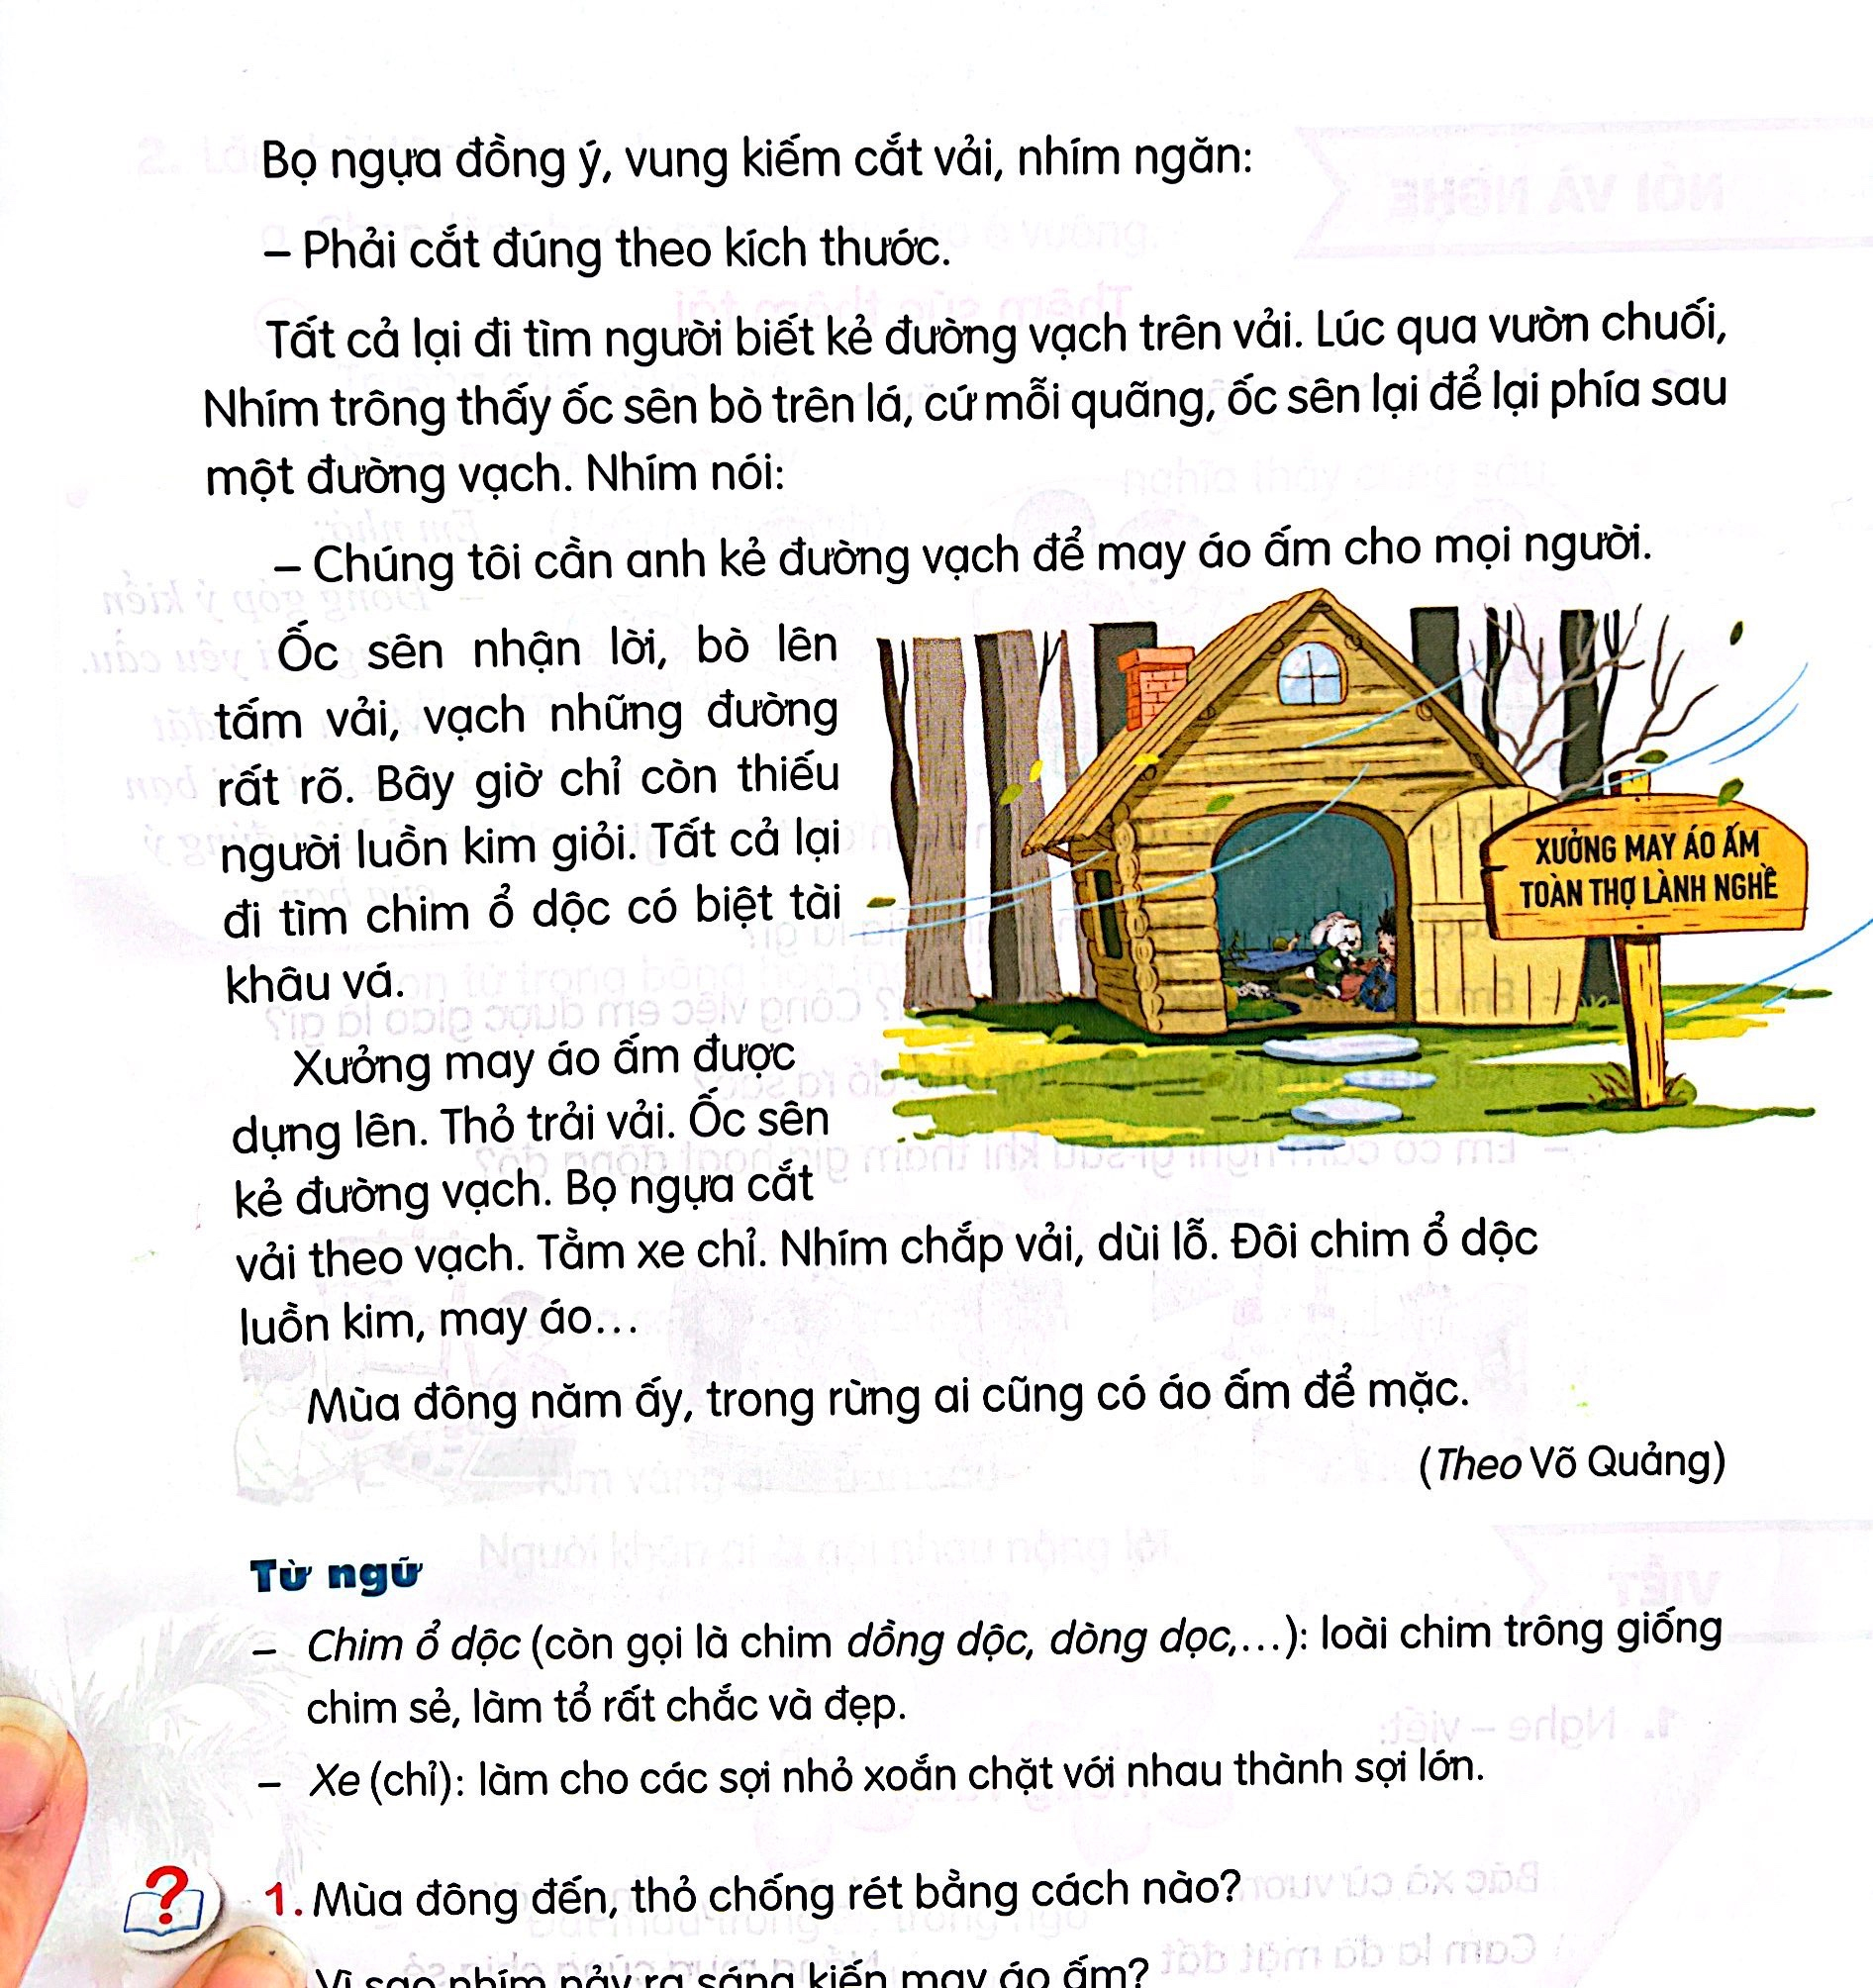 Bọ ngựa đồng ý, vung kiếm cắt vải, nhím ngăn:
– Phải cắt đúng theo kích thước.
Tất cả lại đi tìm người biết kẻ đường vạch trên vải. Lúc qua vườn chuối,
Nhím trông thấy ốc sên bò trên lá, cứ mỗi quãng, ốc sên lại để lại phía sau
một đường vạch. Nhím nói:
– Chúng tôi cần anh kẻ đường vạch để may áo ấm cho mọi người.
Ốc sên nhận lời, bò lên
tấm vải, vạch những đường
rất rõ. Bây giờ chỉ còn thiếu
người luồn kim giỏi. Tất cả lại
đi tìm chim ổ dộc có biệt tài
khâu vá.
XƯỞNG MAY ÁO ẤM
TOÀN THỢ LÀNH NGHỀ
Xưởng may áo ấm được
dựng lên. Thỏ trải vải. Ốc sên
kẻ đường vạch. Bọ ngựa cắt
vải theo vạch. Tằm xe chỉ. Nhím chắp vải, dùi lỗ. Đôi chim ổ dộc
luồn kim, may áo...
Mùa đông năm ấy, trong rừng ai cũng có áo ấm để mặc.
(Theo Võ Quảng)
Từ ngữ
– Chim ổ dộc (còn gọi là chim dồng dộc, dòng dọc,...): loài chim trông giống
chim sẻ, làm tổ rất chắc và đẹp.
– Xe (chỉ): làm cho các sợi nhỏ xoắn chặt với nhau thành sợi lớn.
?
1. Mùa đông đến, thỏ chống rét bằng cách nào?
Vì sao nhím nảy ra sáng kiến may áo ấm?